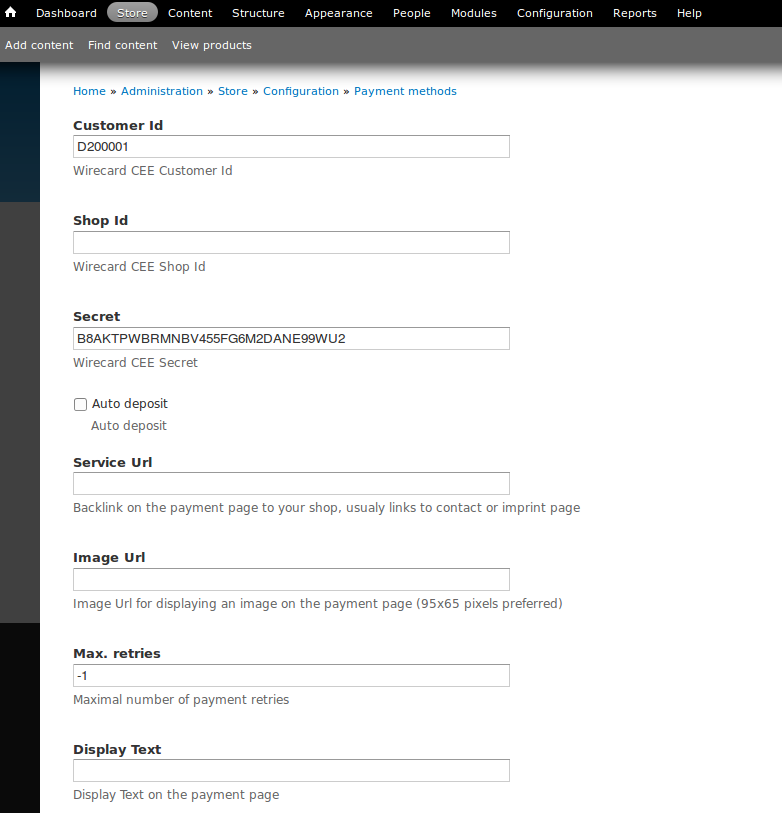 Dashboard Store Content Structure Appearance People Modules Configuration Reports Help
Add content Find content View products
Home » Administration » Store » Configuration » Payment methods
Customer Id
D200001
Wirecard CEE Customer Id
Shop Id
Wirecard CEE Shop Id
Secret
B8AKTPWBRMNBV455FG6M2DANE99WU2
Wirecard CEE Secret
Auto deposit
Auto deposit
Service Url
Backlink on the payment page to your shop, usualy links to contact or imprint page
Image Url
Image Url for displaying an image on the payment page (95x65 pixels preferred)
Max. retries
-1
Maximal number of payment retries
Display Text
Display Text on the payment page